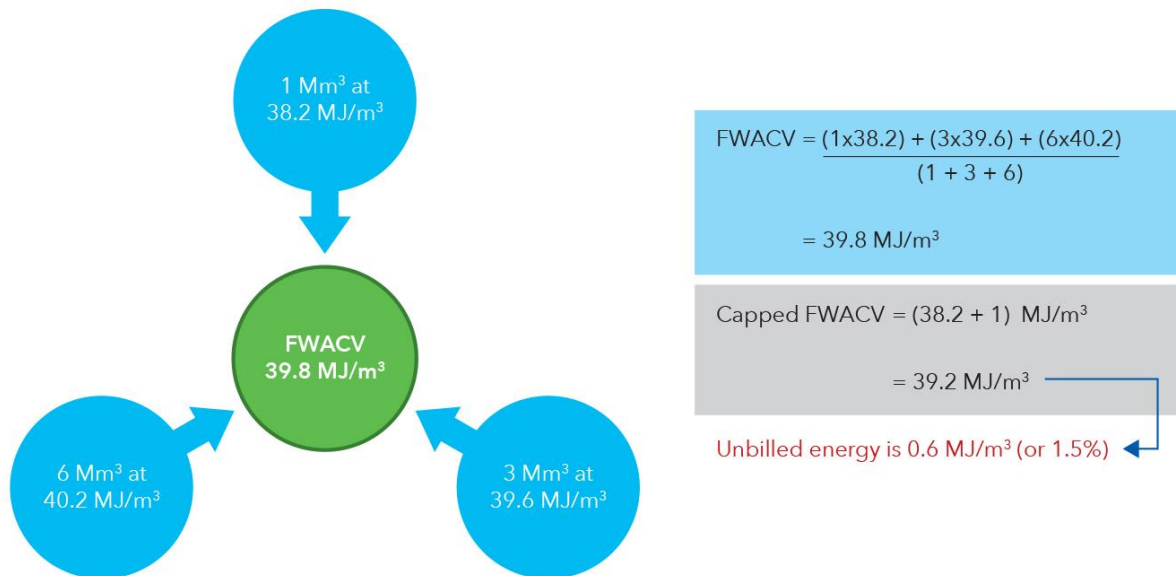 1 Mm³ at
38.2 MJ/m³
FWACV
39.8 MJ/m³
6 Mm³ at
40.2 MJ/m³
3 Mm³ at
39.6 MJ/m³
FWACV = (1x38.2) + (3x39.6) + (6x40.2)
(1 + 3 + 6)
= 39.8 MJ/m³
Capped FWACV = (38.2 + 1) MJ/m³
= 39.2 MJ/m³
Unbilled energy is 0.6 MJ/m³ (or 1.5%)